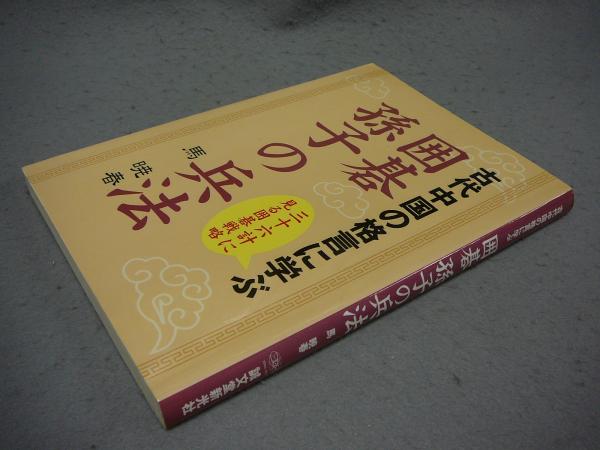 古代中国の格言に学ぶ
囲碁
孫子の
兵法
三十六計に
見る囲碁戦略
馬 暁春
古代中国の格言に学ぶ
囲碁 孫子の兵法
馬 暁春
誠文堂新光社